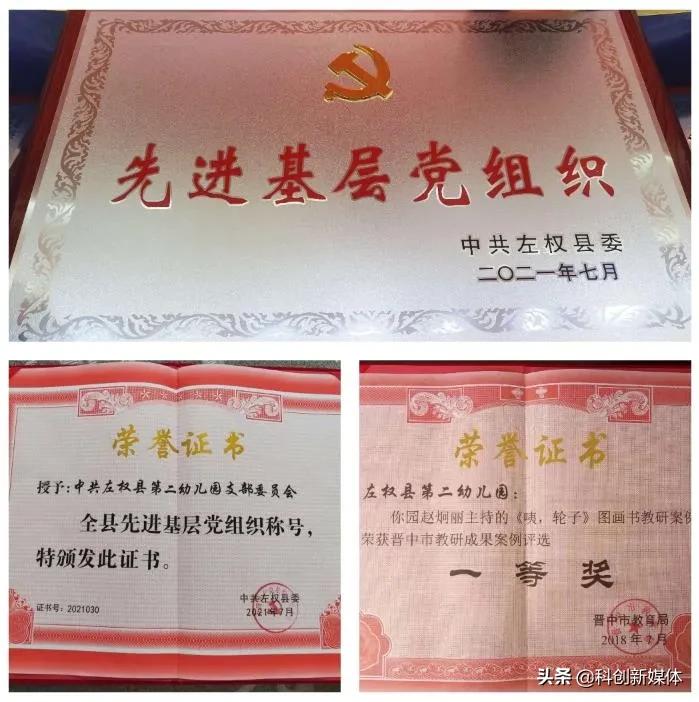 先进基层党组织
中共左权县委
二〇二一年七月
荣誉证书
授予:中共左权县第二幼儿园支部委员会
全县先进基层党组织称号，
特颁发此证书。
中共左权县委
2021年7月
证书号：2021030
荣誉证书
左权县第二幼儿园：
你园赵炯丽主持的《咦，轮子》图画书教研案例
荣获晋中市教研成果案例评选
一等奖
晋中市教育局
2018年7月
头条 @科创新媒体